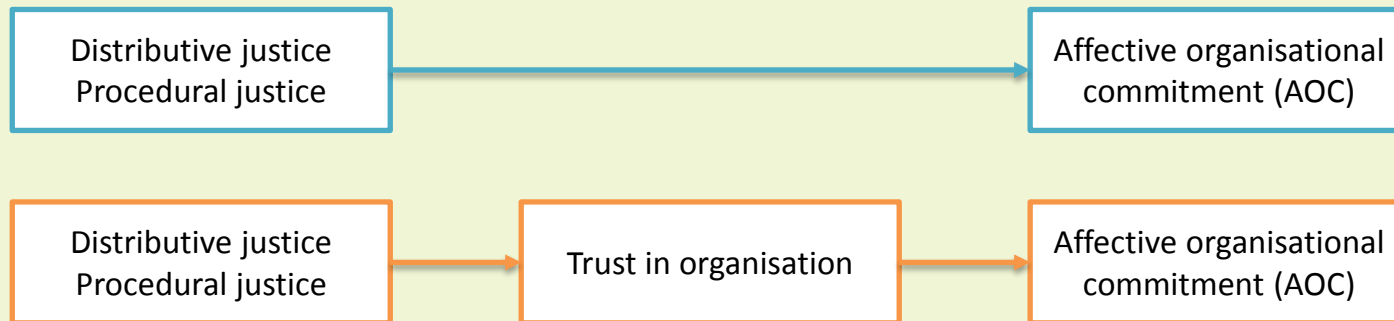 Distributive justice
Procedural justice
Affective organisational
commitment (AOC)
Distributive justice
Procedural justice
Trust in organisation
Affective organisational
commitment (AOC)